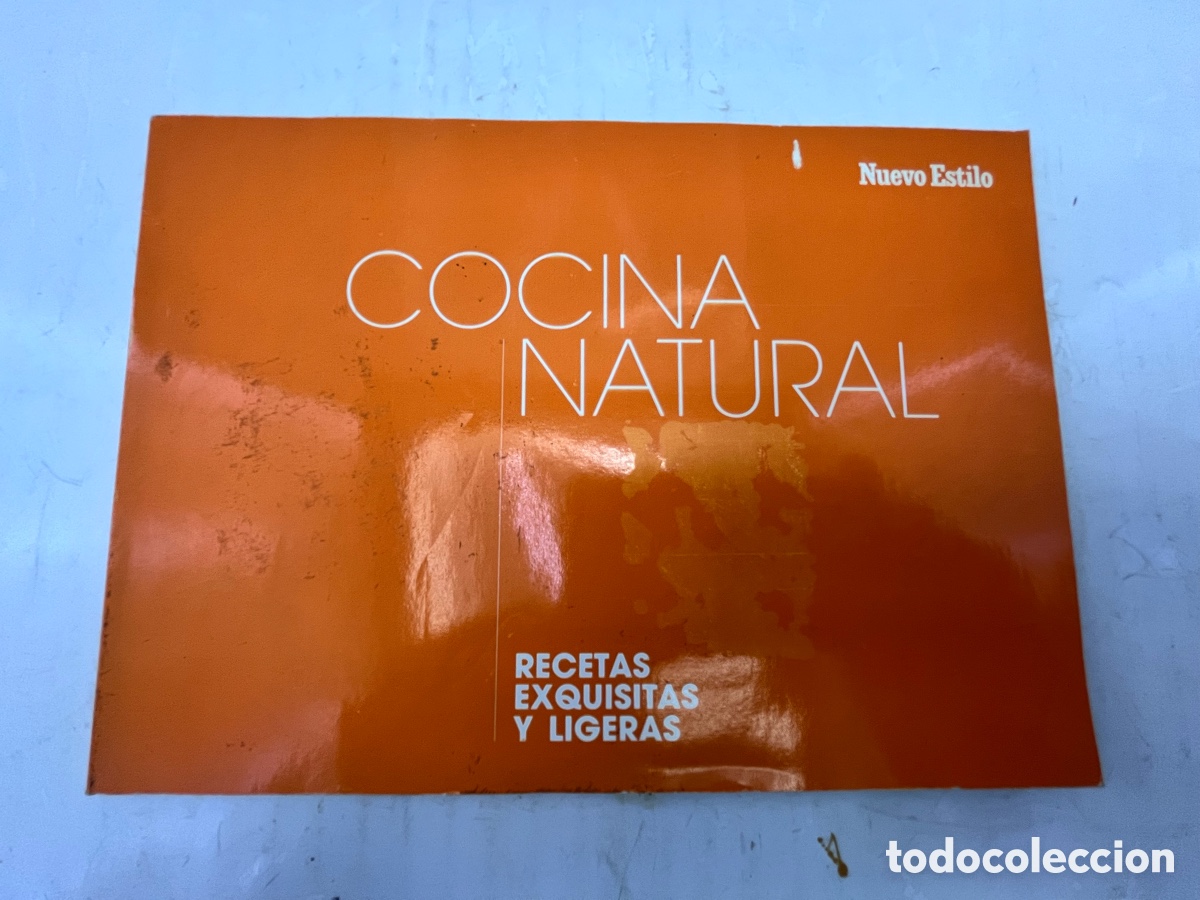 Nuevo Estilo
COCINA
NATURAL
RECETAS
EXQUISITAS
Y LIGERAS
todocoleccion